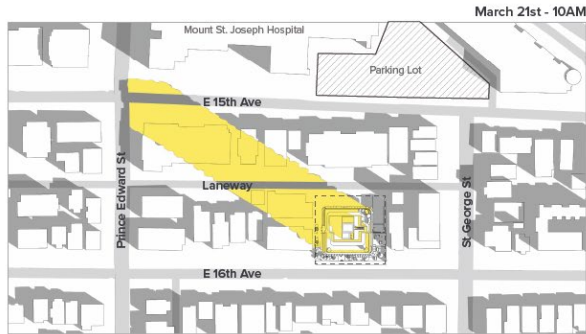 March 21st - 10AM
Mount St. Joseph Hospital
Parking Lot
E 15th Ave
Prince Edward St
Laneway
St. George St
E 16th Ave